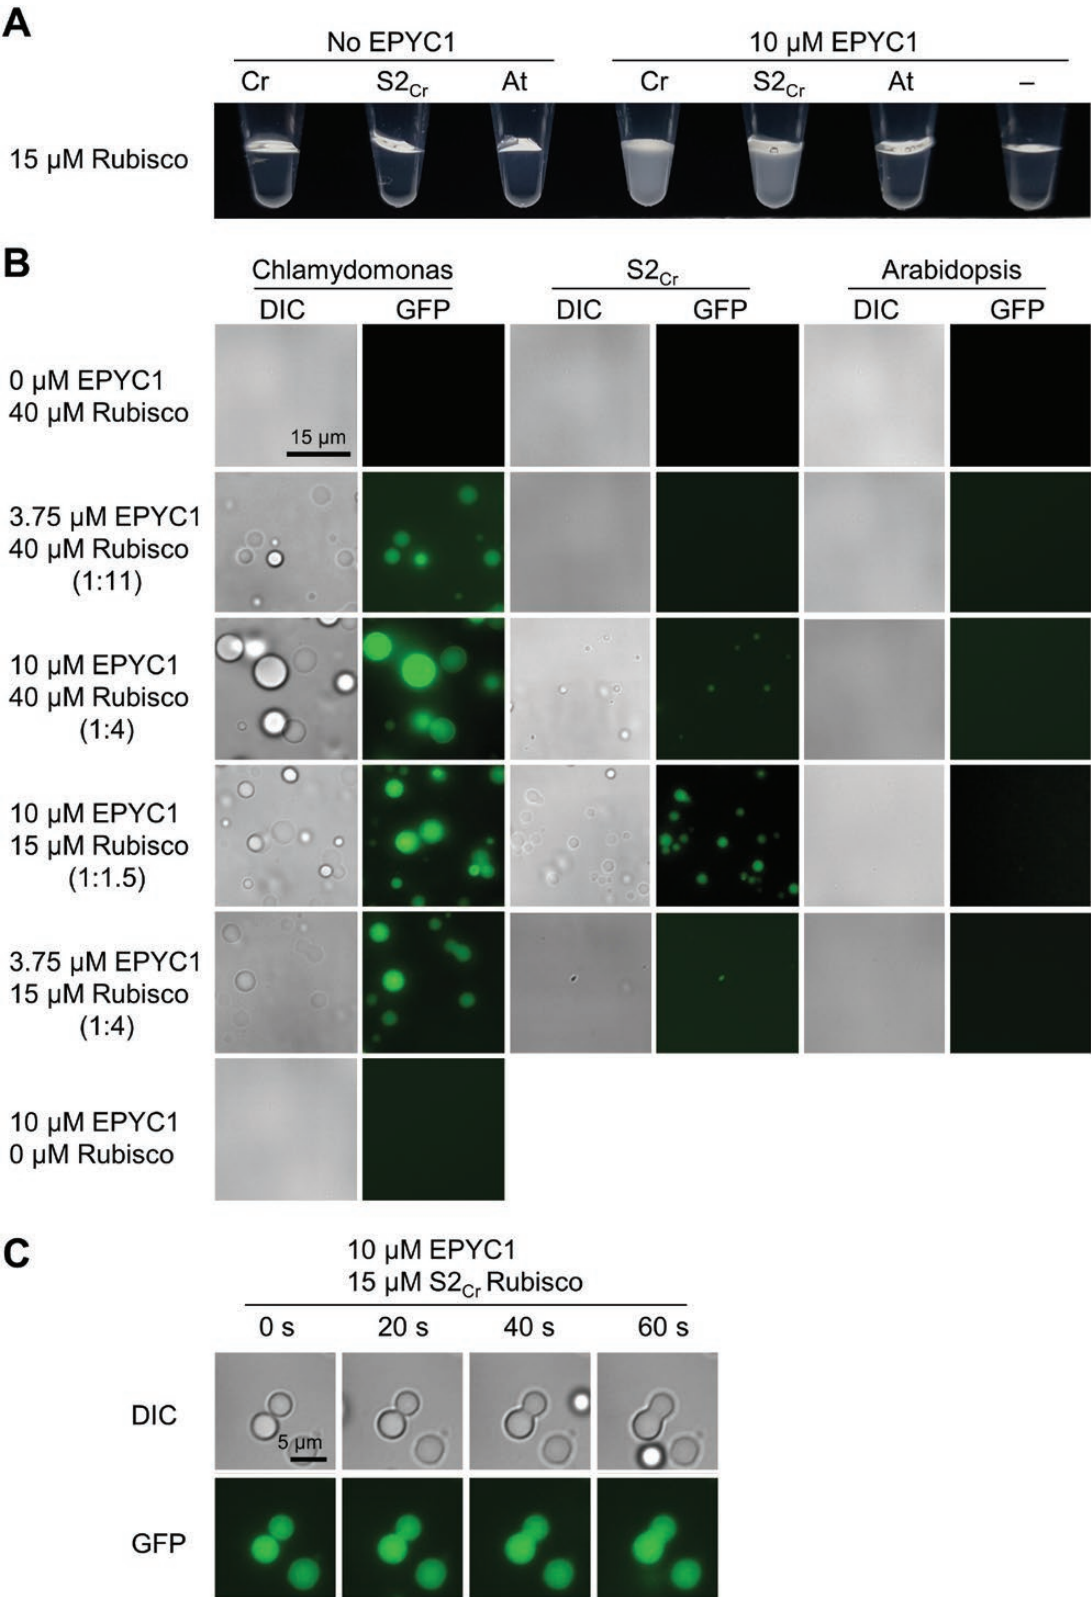 A
No EPYC1
10 µM EPYC1
Cr
S2Cr
At
Cr
S2Cr
At
–
15 µM Rubisco
B
Chlamydomonas
S2Cr
Arabidopsis
DIC
GFP
DIC
GFP
DIC
GFP
0 µM EPYC1
40 µM Rubisco
15 µm
3.75 µM EPYC1
40 µM Rubisco
(1:11)
10 µM EPYC1
40 µM Rubisco
(1:4)
10 µM EPYC1
15 µM Rubisco
(1:1.5)
3.75 µM EPYC1
15 µM Rubisco
(1:4)
10 µM EPYC1
0 µM Rubisco
C
10 µM EPYC1
15 µM S2Cr Rubisco
0 s
20 s
40 s
60 s
DIC
5 µm
GFP